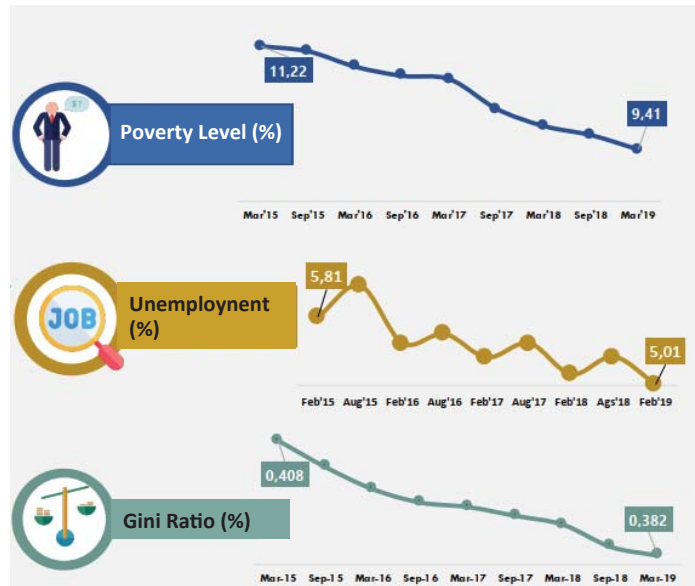 $?
Poverty Level (%)
11,22
9,41
Mar'15 Sep'15 Mar'16 Sep'16 Mar'17 Sep'17 Mar'18 Sep'18 Mar'19
JOB
Unemploynent
(%)
5,81
5,01
Feb'15 Aug'15 Feb'16 Aug'16 Feb'17 Aug'17 Feb'18 Ags'18 Feb'19
Gini Ratio (%)
0,408
0,382
Mar-15 Sep-15 Mar-16 Sep-16 Mar-17 Sep-17 Mar-18 Sep-18 Mar-19